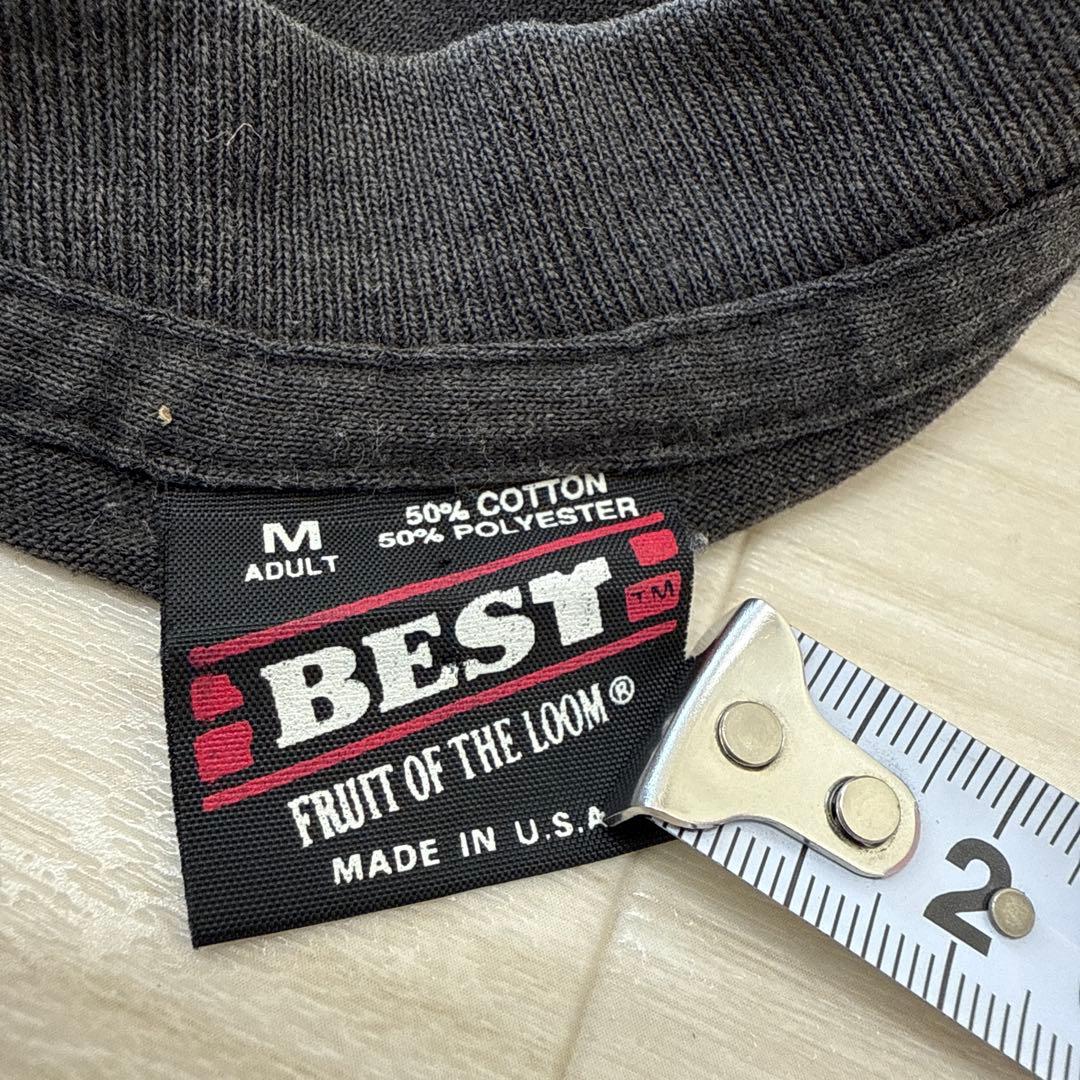 M
ADULT
50% COTTON
50% POLYESTER
BEST
TM
FRUIT OF THE LOOM®
MADE IN U.S.A
2